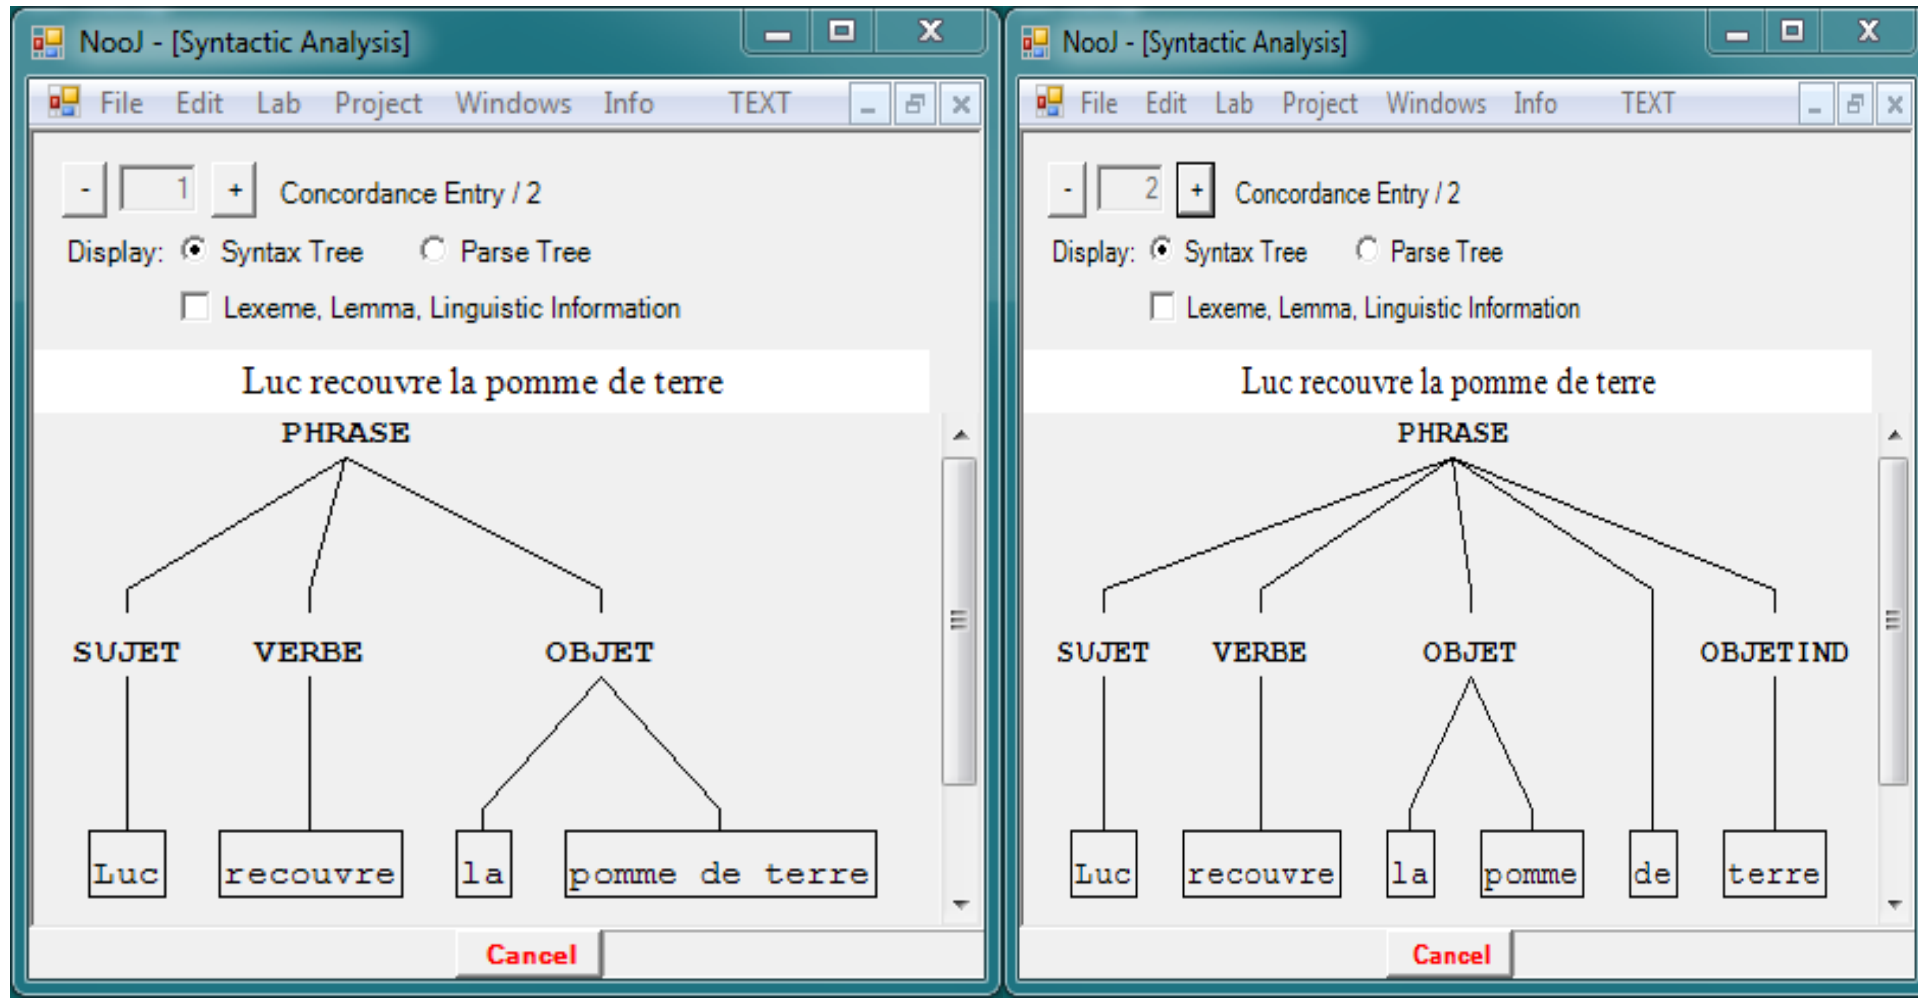 NooJ - [Syntactic Analysis]
File Edit Lab Project Windows Info TEXT
- 1 + Concordance Entry / 2
Display: Syntax Tree Parse Tree
Lexeme, Lemma, Linguistic Information
Luc recouvre la pomme de terre
PHRASE
SUJET VERBE OBJET
Luc recouvre la pomme de terre
Cancel
NooJ - [Syntactic Analysis]
File Edit Lab Project Windows Info TEXT
- 2 + Concordance Entry / 2
Display: Syntax Tree Parse Tree
Lexeme, Lemma, Linguistic Information
Luc recouvre la pomme de terre
PHRASE
SUJET VERBE OBJET OBJETIND
Luc recouvre la pomme de terre
Cancel